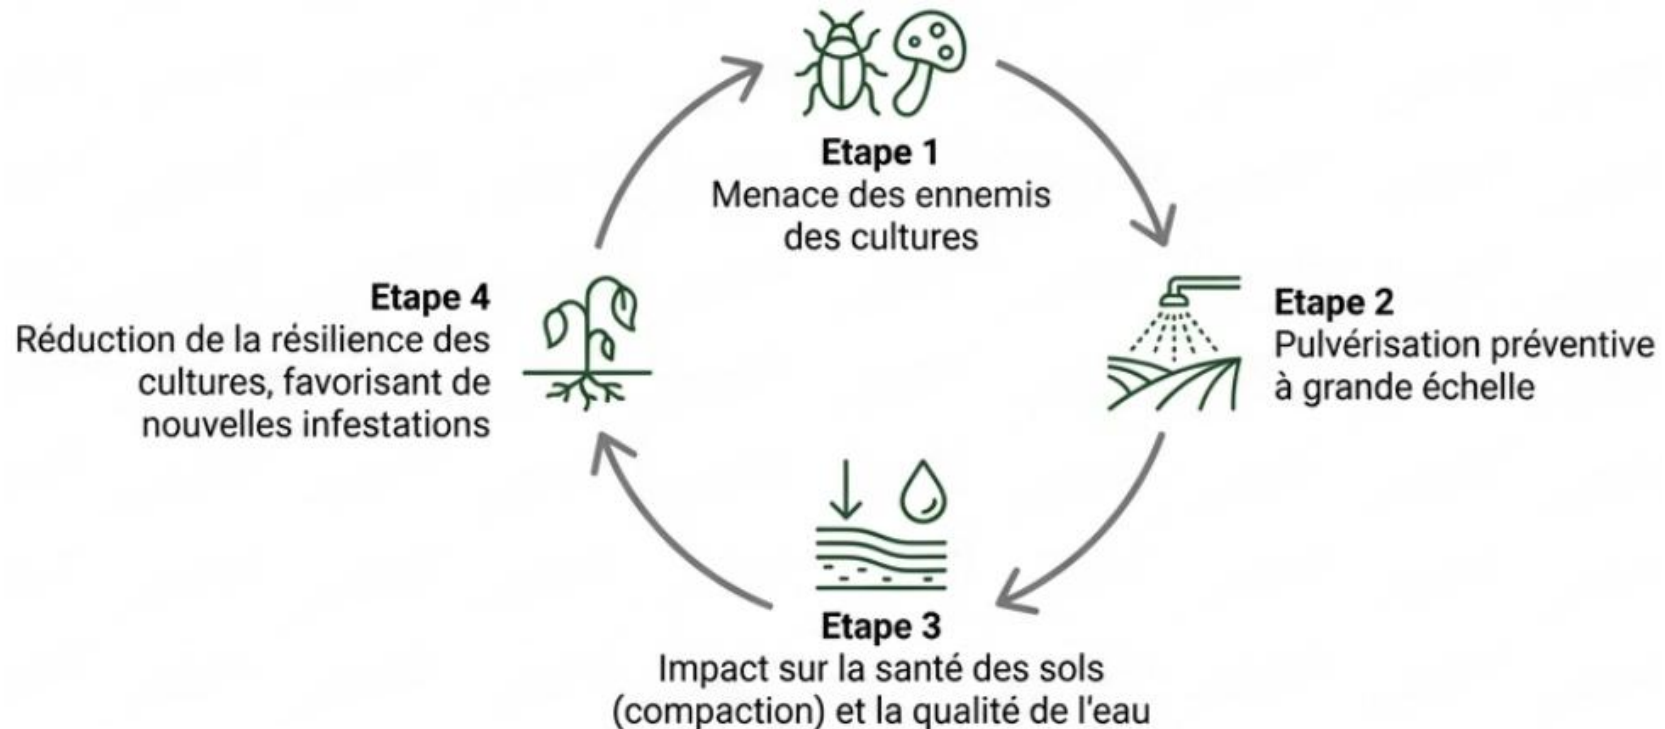 Etape 1
Menace des ennemis
des cultures
Etape 2
Pulvérisation préventive
à grande échelle
Etape 3
Impact sur la santé des sols
(compaction) et la qualité de l'eau
Etape 4
Réduction de la résilience des
cultures, favorisant de
nouvelles infestations